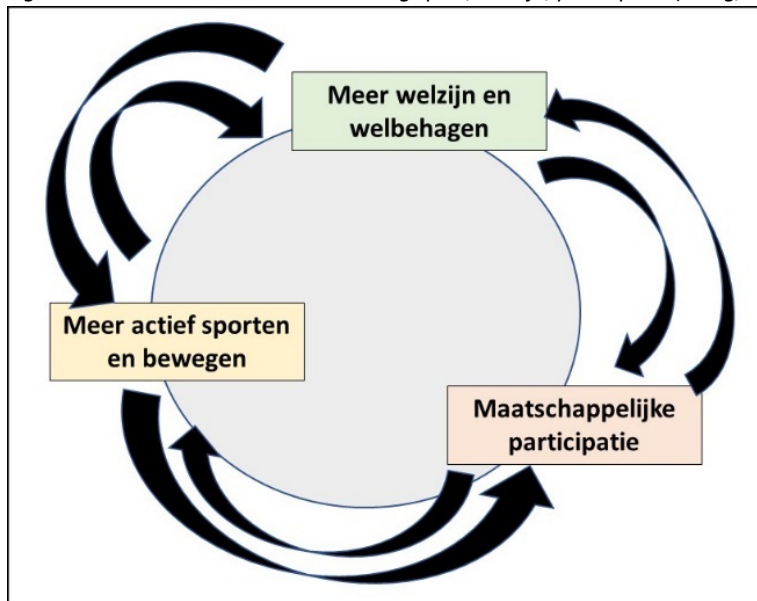 Meer welzijn en
welbehagen
Meer actief sporten
en bewegen
Maatschappelijke
participatie